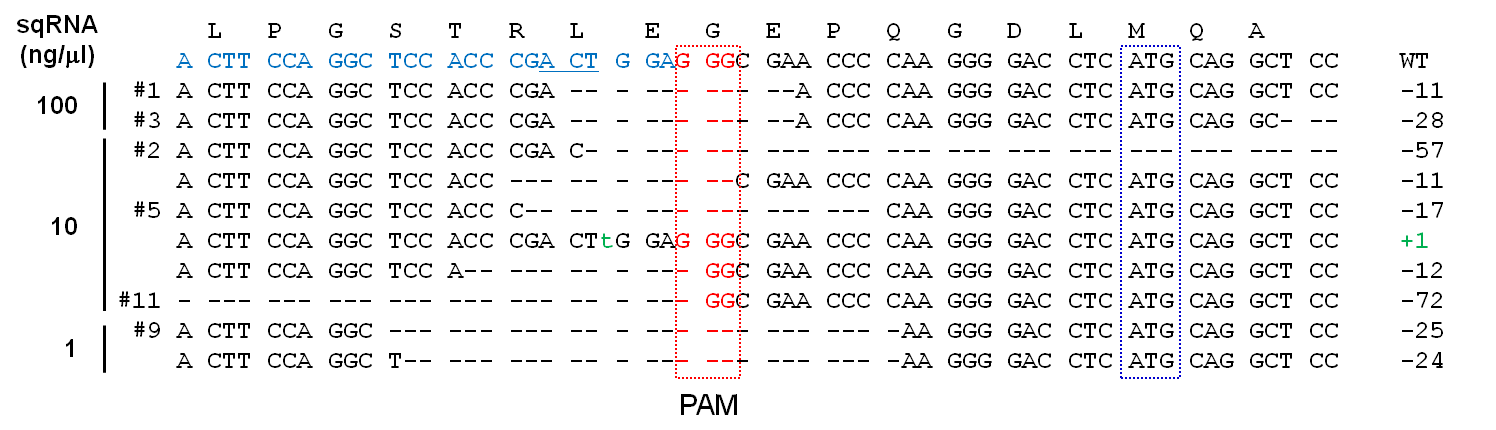 L P G S T R L E G E P Q G D L M Q A
sqRNA
(ng/μl)
A CTT CCA GGC TCC ACC CGA CT G GAG GGC GAA CCC CAA GGG GAC CTC ATG CAG GCT CC WT
100
#1 A CTT CCA GGC TCC ACC CGA -- - --- --- --A CCC CAA GGG GAC CTC ATG CAG GCT CC -11
#3 A CTT CCA GGC TCC ACC CGA -- - --- --- --A CCC CAA GGG GAC CTC ATG CAG GC- -- -28
10
#2 A CTT CCA GGC TCC ACC CGA C- - --- --- --- --- --- --- --- --- --- --- --- -- -57
A CTT CCA GGC TCC ACC --- -- - --- --C GAA CCC CAA GGG GAC CTC ATG CAG GCT CC -11
#5 A CTT CCA GGC TCC ACC C-- -- - --- --- --- --- CAA GGG GAC CTC ATG CAG GCT CC -17
A CTT CCA GGC TCC ACC CGA CTtG GAG GGC GAA CCC CAA GGG GAC CTC ATG CAG GCT CC +1
A CTT CCA GGC TCC A-- --- -- - --- GGC GAA CCC CAA GGG GAC CTC ATG CAG GCT CC -12
#11 - --- --- --- --- --- --- -- - --- GGC GAA CCC CAA GGG GAC CTC ATG CAG GCT CC -72
1
#9 A CTT CCA GGC --- --- --- -- - --- --- --- --- -AA GGG GAC CTC ATG CAG GCT CC -25
A CTT CCA GGC T-- --- --- -- - --- --- --- --- -AA GGG GAC CTC ATG CAG GCT CC -24
PAM